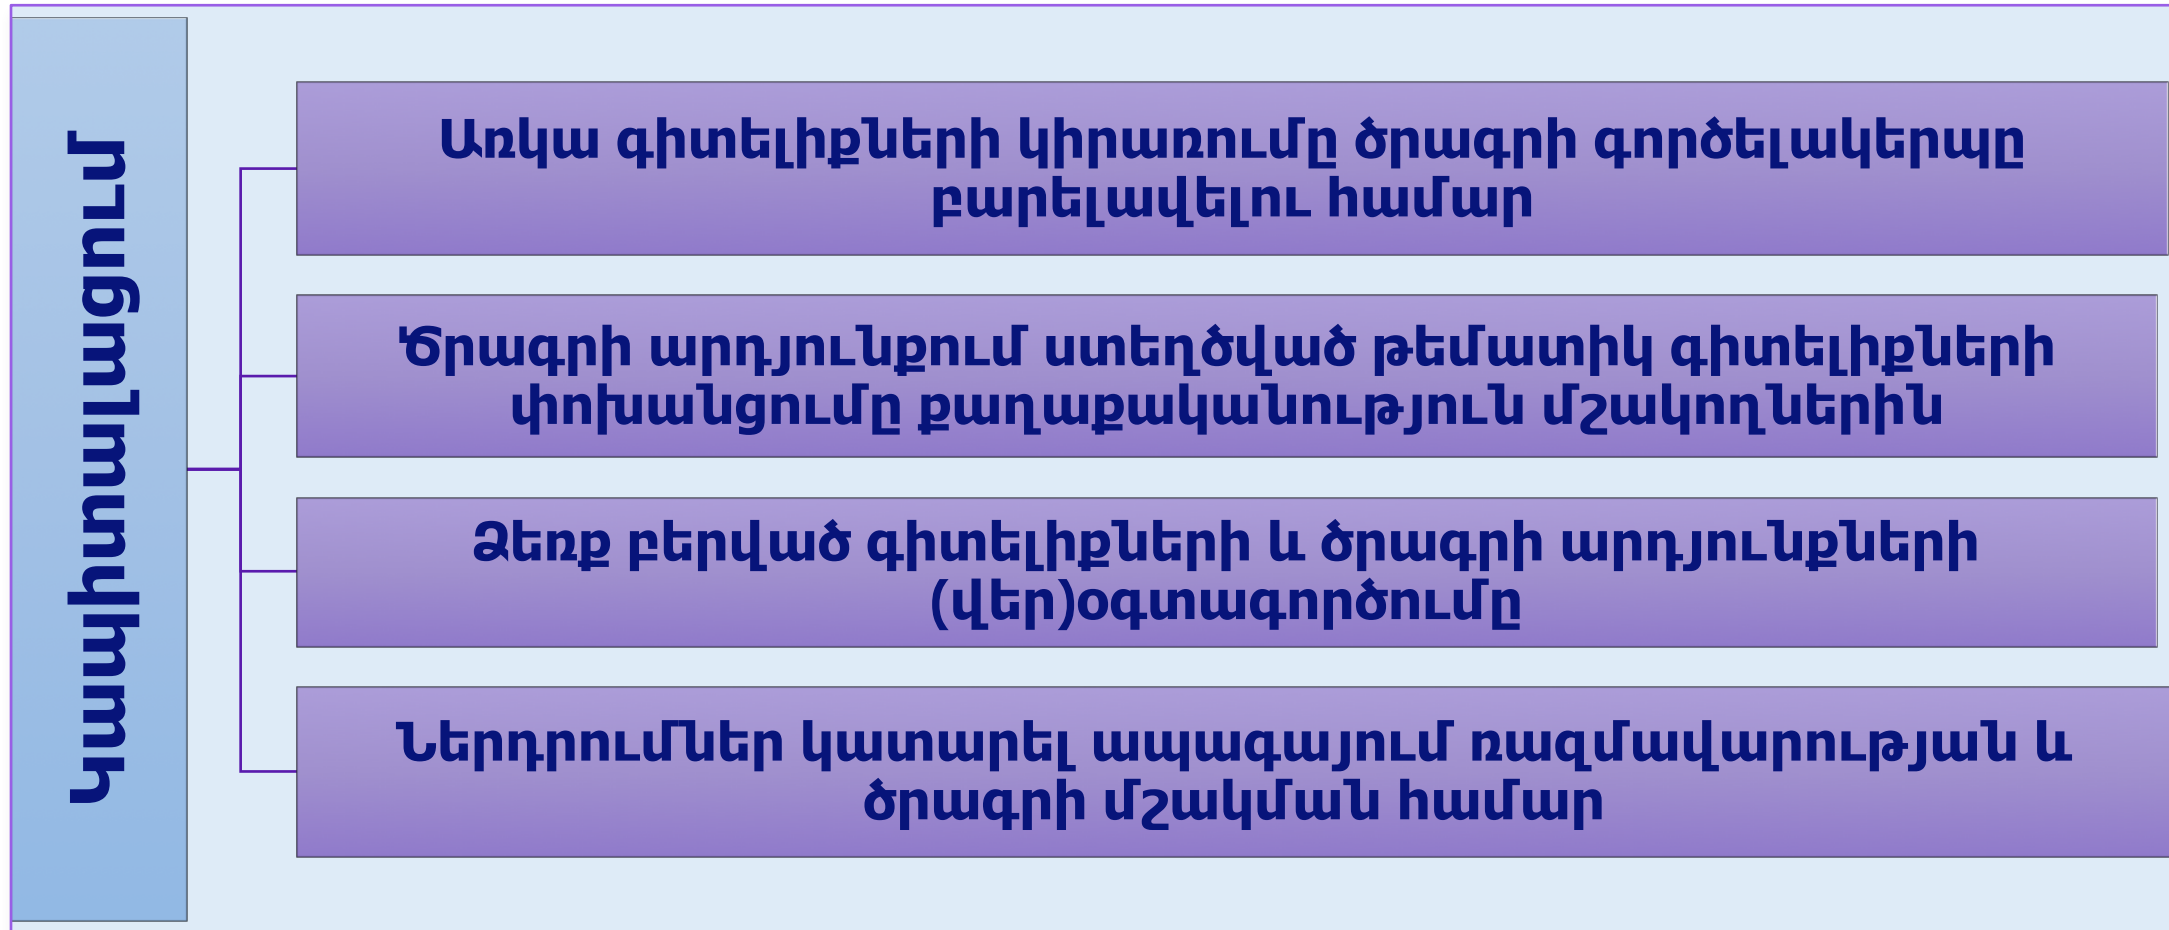 Կապիտալացում
Առկա գիտելիքների կիրառումը ծրագրի գործելակերպը
բարելավելու համար
Ծրագրի արդյունքում ստեղծված թեմատիկ գիտելիքների
փոխանցումը քաղաքականություն մշակողներին
Ձեռք բերված գիտելիքների և ծրագրի արդյունքների
(վեր)օգտագործումը
Ներդրումներ կատարել ապագայում ռազմավարության և
ծրագրի մշակման համար